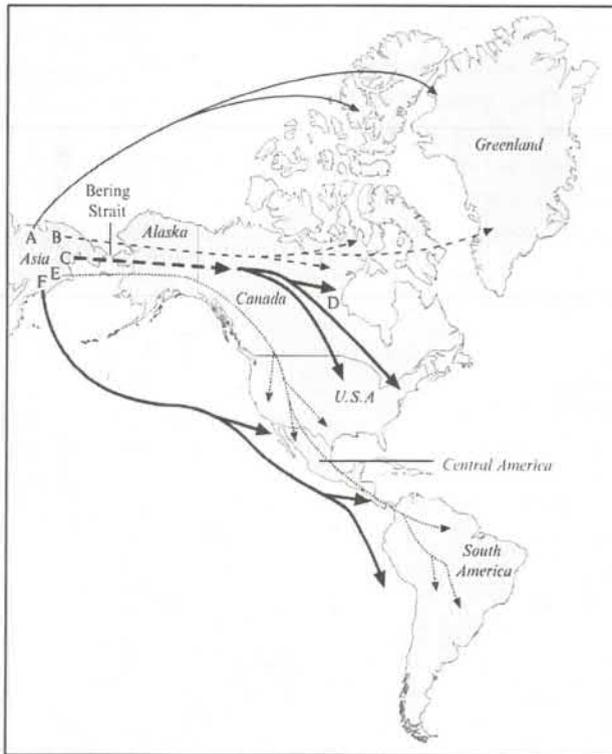 Greenland
Bering
Strait
Alaska
A
B
Asia
C
E
F
Canada
D
U.S.A
Central America
South
America